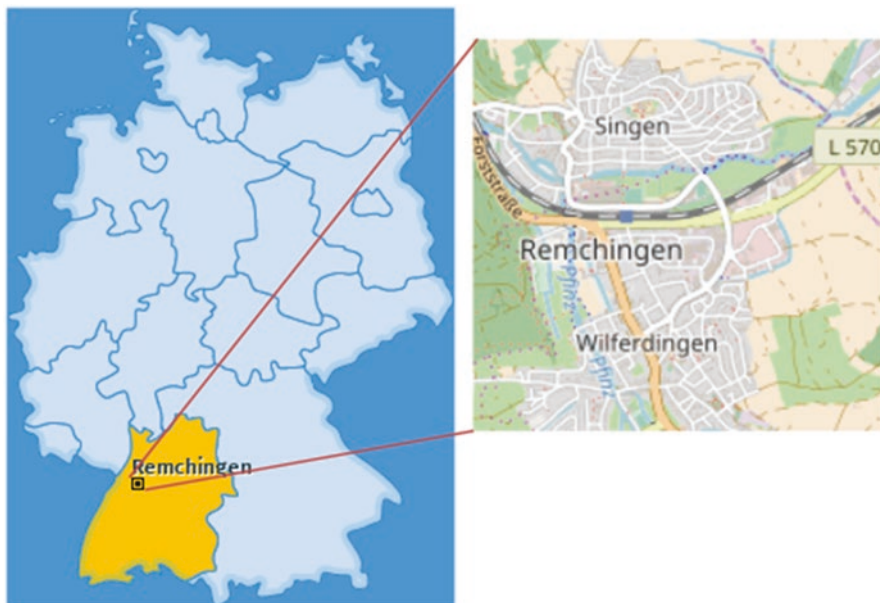 Remchingen
Singen
L 570
Forststraße
Remchingen
Pfinz
Wilferdingen
Pfinz